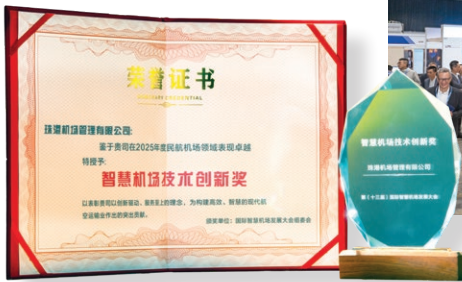 荣誉证书
珠港机场管理有限公司:
鉴于贵司在2025年度民航机场领域表现卓越
特授予:
智慧机场技术创新奖
以表彰贵司以创新驱动、服务至上的理念，为构建高效、智慧的现代航
空运输业作出的突出贡献。
颁奖单位：国际智慧机场发展大会组委会
智慧机场技术创新奖
珠港机场管理有限公司